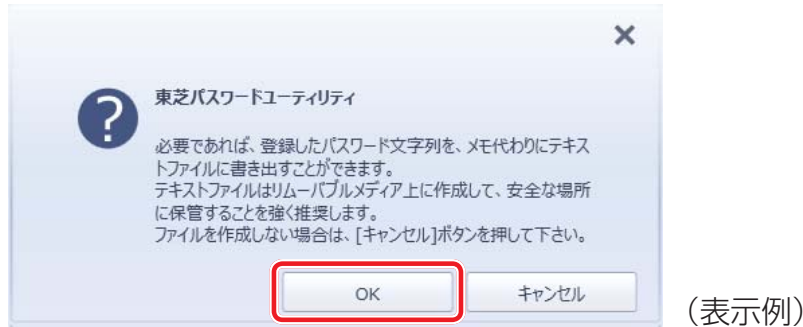 東芝パスワードユーティリティ
必要であれば、登録したパスワード文字列を、メモ代わりにテキス
トファイルに書き出すことができます。
テキストファイルはリムーバブルメディア上に作成して、安全な場所
に保管することを強く推奨します。
ファイルを作成しない場合は、[キャンセル]ボタンを押して下さい。
OK キャンセル
（表示例）